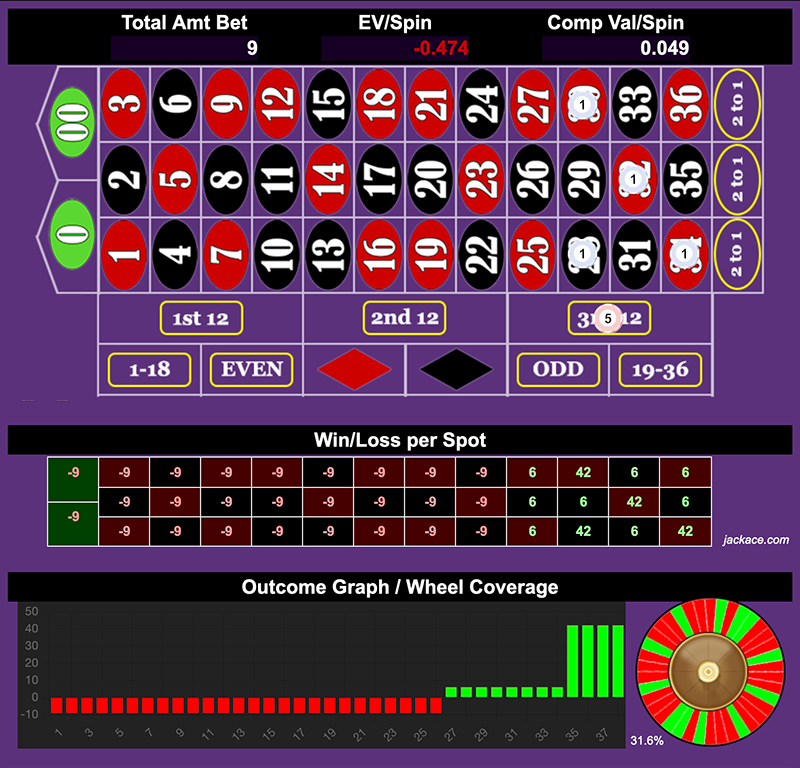 Total Amt Bet EV/Spin Comp Val/Spin
9 -0.474 0.049
00 3 6 9 12 15 18 21 24 27 1 33 36 2 to 1
2 5 8 11 14 17 20 23 26 29 1 35 2 to 1
0 1 4 7 10 13 16 19 22 25 1 31 1 2 to 1
1st 12 2nd 12 5 12
1-18 EVEN ODD 19-36
Win/Loss per Spot
-9 -9 -9 -9 -9 -9 -9 -9 -9 6 42 6 6
-9 -9 -9 -9 -9 -9 -9 -9 6 6 42 6
-9 -9 -9 -9 -9 -9 -9 -9 -9 6 42 6 42
jackace.com
Outcome Graph / Wheel Coverage
50
40
30
20
10
0
-10
1 3 5 7 9 11 13 15 17 19 21 23 25 27 29 31 33 35 37
31.6%